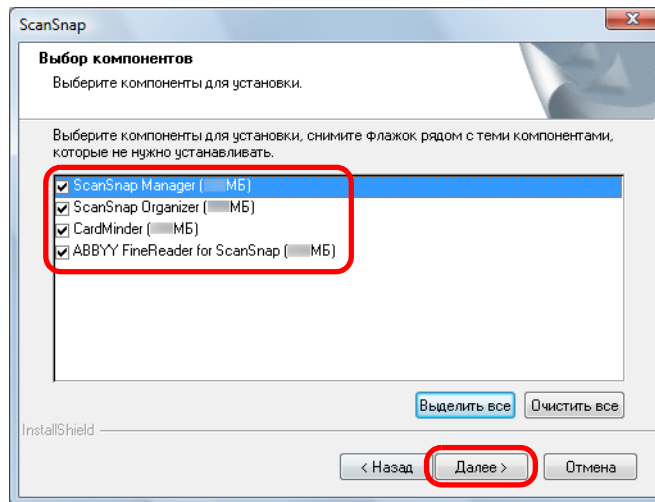 ScanSnap
Выбор компонентов
Выберите компоненты для установки.
Выберите компоненты для установки, снимите флажок рядом с теми компонентами,
которые не нужно устанавливать.
ScanSnap Manager ( МБ)
ScanSnap Organizer ( МБ)
CardMinder ( МБ)
ABBYY FineReader for ScanSnap ( МБ)
Выделить все Очистить все
InstallShield
< Назад Далее > Отмена